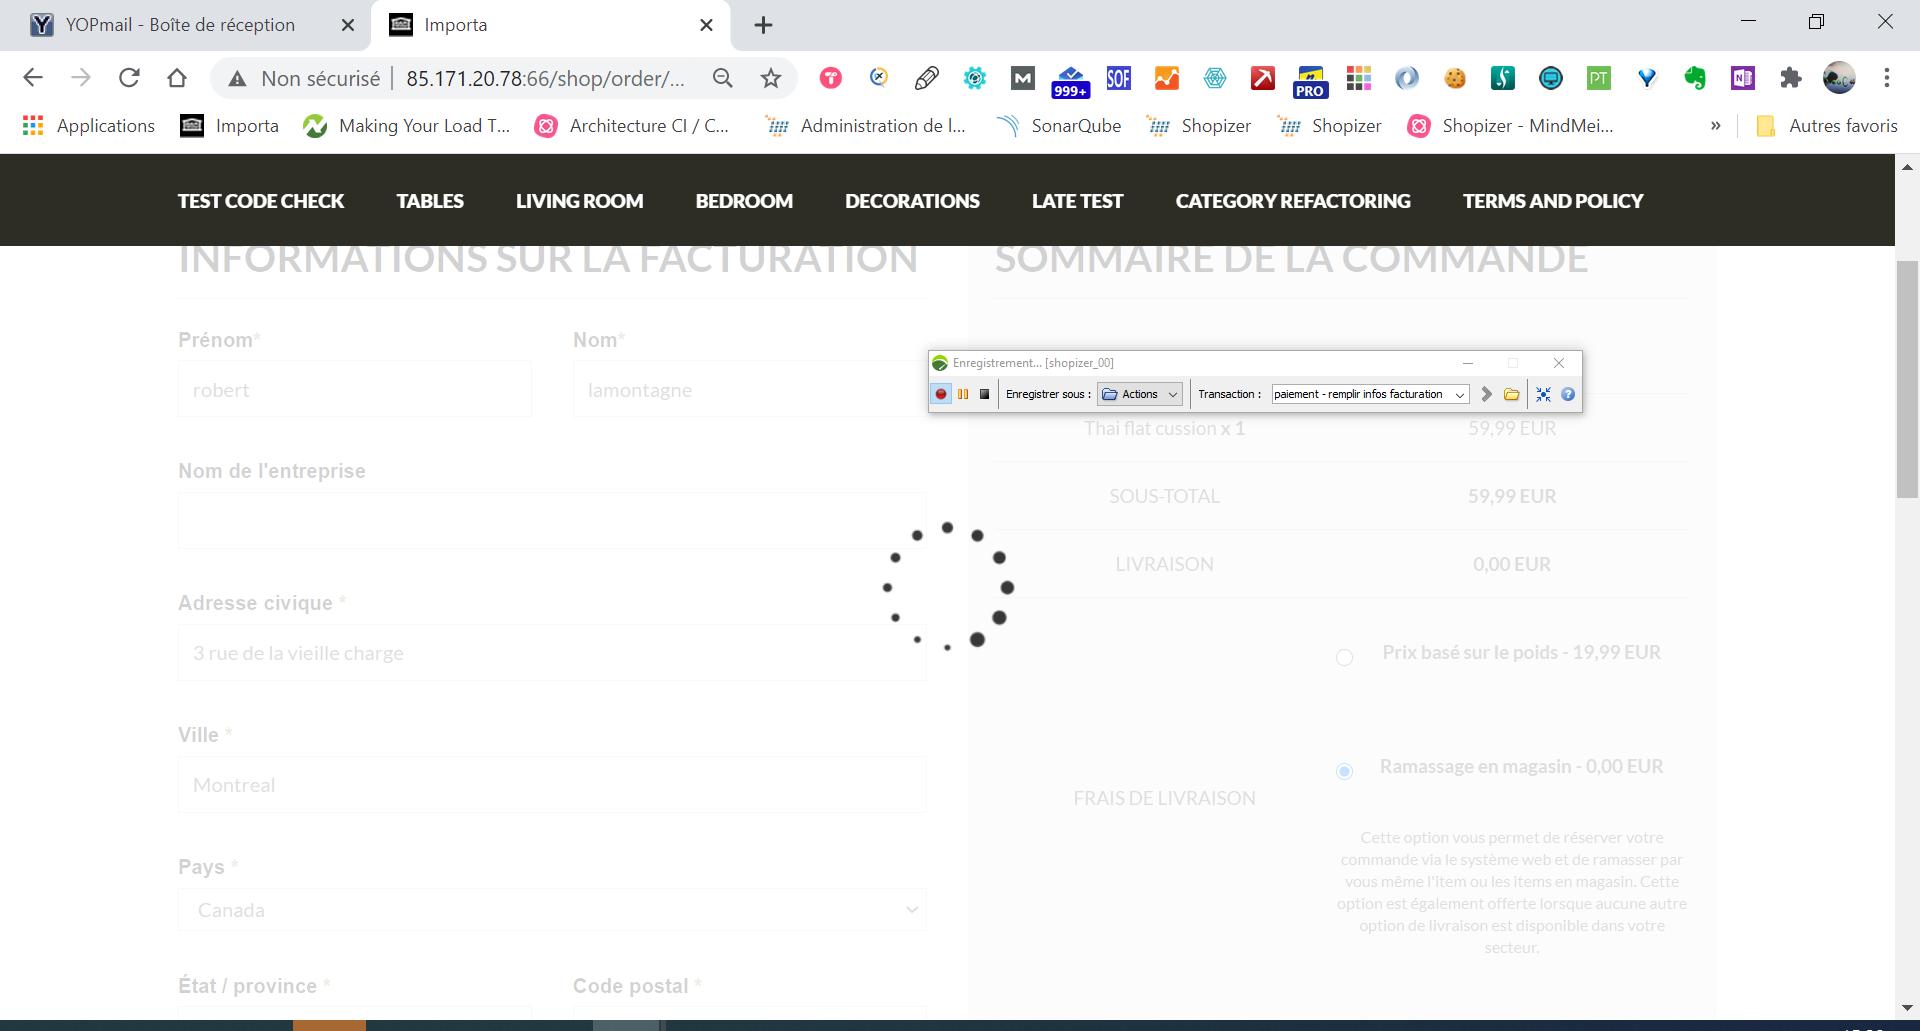 YOPmail - Boîte de réception
Importa
Non sécurisé
85.171.20.78:66/shop/order/...
SOF
999+
PRO
PT
Applications
Importa
Making Your Load T...
Architecture CI / C...
Administration de l...
SonarQube
Shopizer
Shopizer
Shopizer - MindMei...
»
Autres favoris
TEST CODE CHECK
TABLES
LIVING ROOM
BEDROOM
DECORATIONS
LATE TEST
CATEGORY REFACTORING
TERMS AND POLICY
INFORMATIONS SUR LA FACTURATION
Prénom*
Nom*
robert
lamontagne
Nom de l'entreprise
Adresse civique *
3 rue de la vieille charge
Ville *
Montreal
Pays *
Canada
État / province *
Code postal *
SOMMAIRE DE LA COMMANDE
Enregistrement... [shopizer_00]
Enregistrer sous :
Actions
Transaction :
paiement - remplir infos facturation
Thai flat cussion x 1
59,99 EUR
SOUS-TOTAL
59,99 EUR
LIVRAISON
0,00 EUR
Prix basé sur le poids - 19,99 EUR
FRAIS DE LIVRAISON
Ramassage en magasin - 0,00 EUR
Cette option vous permet de réserver votre
commande via le système web et de ramasser par
vous même l'item ou les items en magasin. Cette
option est également offerte lorsque aucune autre
option de livraison est disponible dans votre
secteur.